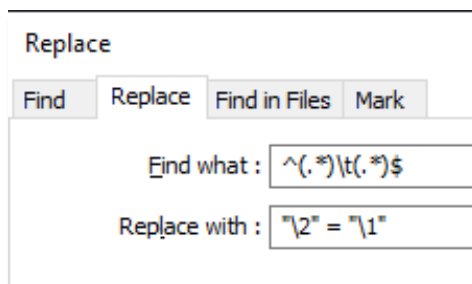 Replace
Find Replace Find in Files Mark
Find what : ^(.*)\t(.*)$
Replace with : "\2" = "\1"